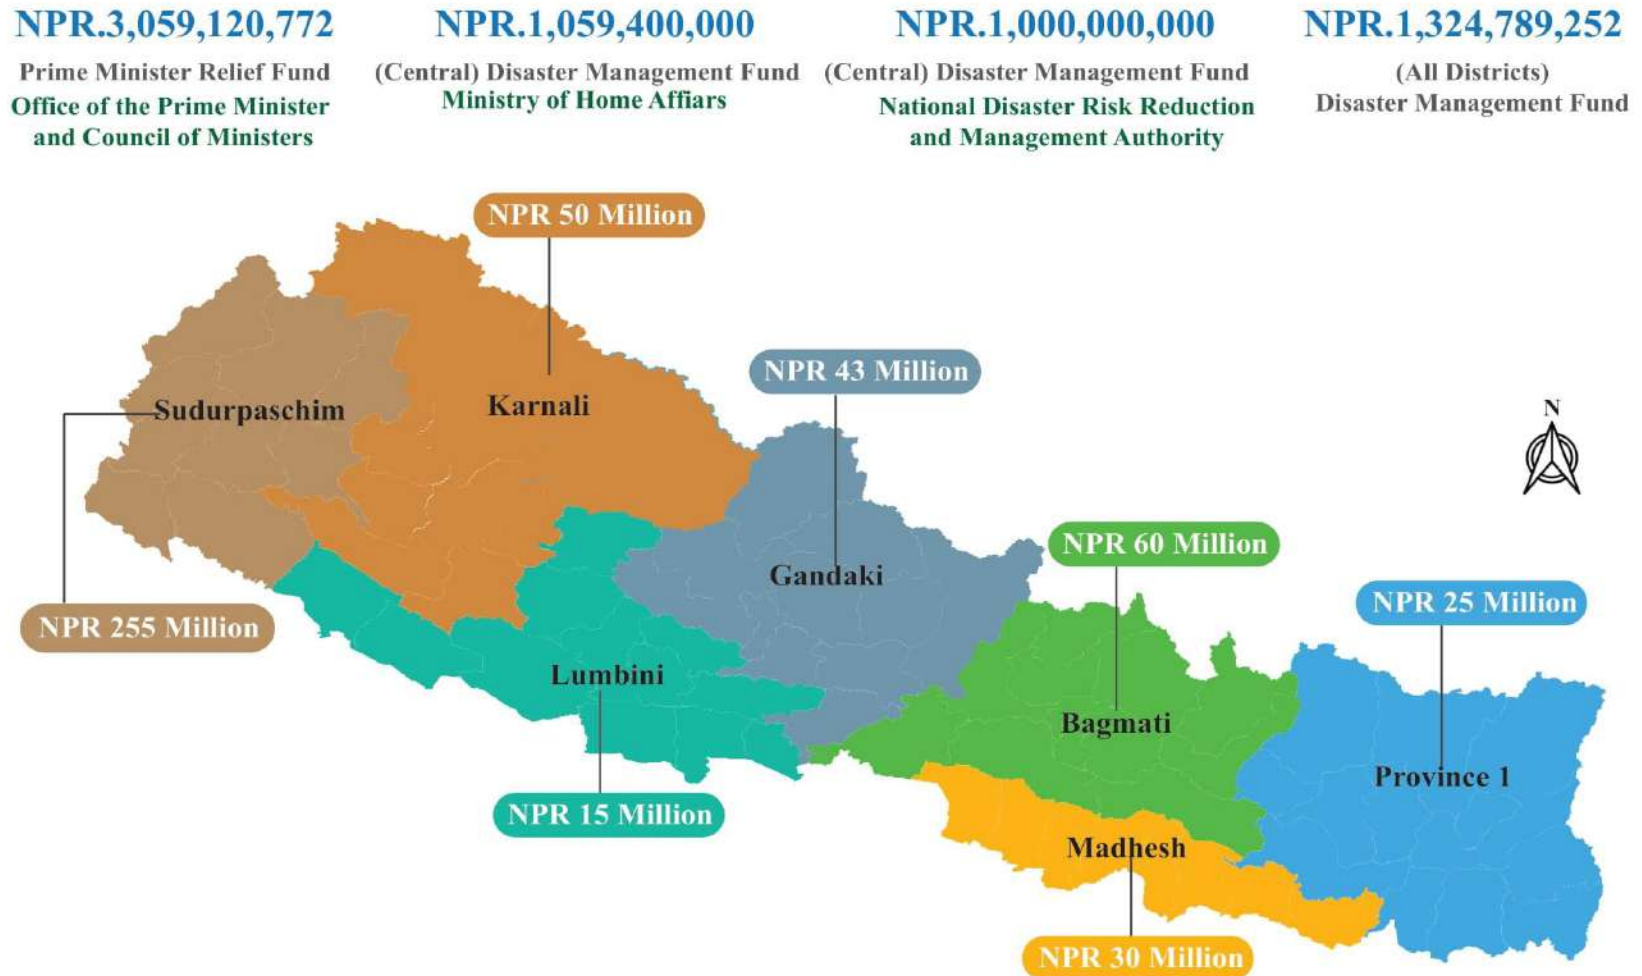 NPR.3,059,120,772
Prime Minister Relief Fund
Office of the Prime Minister
and Council of Ministers
NPR.1,059,400,000
(Central) Disaster Management Fund
Ministry of Home Affiars
NPR.1,000,000,000
(Central) Disaster Management Fund
National Disaster Risk Reduction
and Management Authority
NPR.1,324,789,252
(All Districts)
Disaster Management Fund
NPR 50 Million
NPR 43 Million
Sudurpaschim
Karnali
N
NPR 60 Million
Gandaki
NPR 25 Million
NPR 255 Million
Lumbini
Bagmati
Province 1
NPR 15 Million
Madhesh
NPR 30 Million